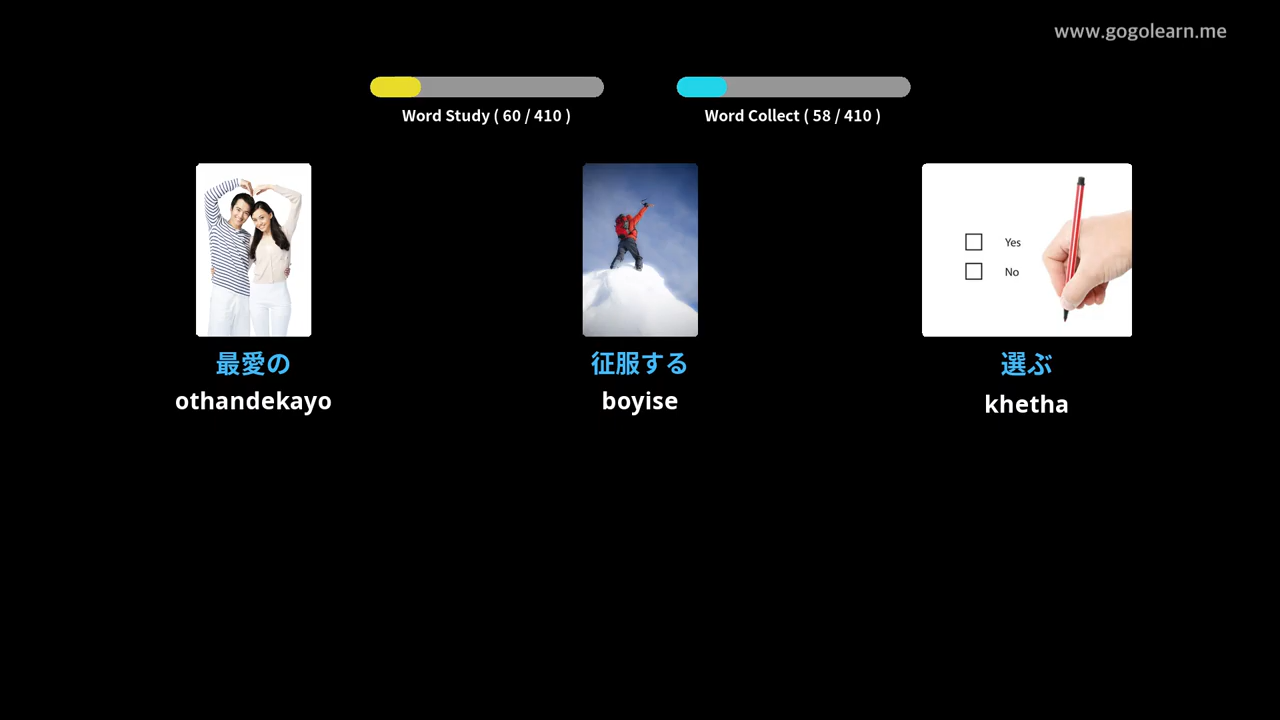 www.gogolearn.me
Word Study ( 60 / 410 )
Word Collect ( 58 / 410 )
Yes
No
最愛の
征服する
選ぶ
othandekayo
boyise
khetha